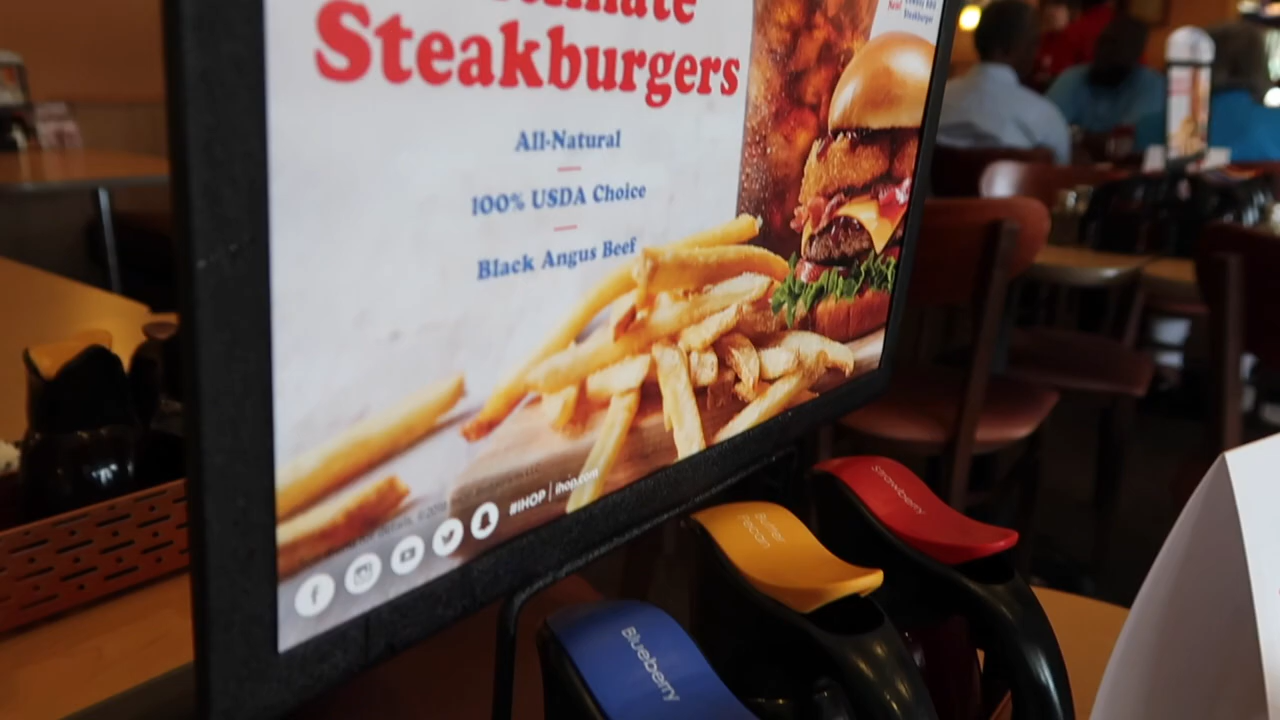 Steakburgers
All-Natural
100% USDA Choice
Black Angus Beef
#IHOP | ihop.com
Strawberry
Butter
Pecan
Blueberry